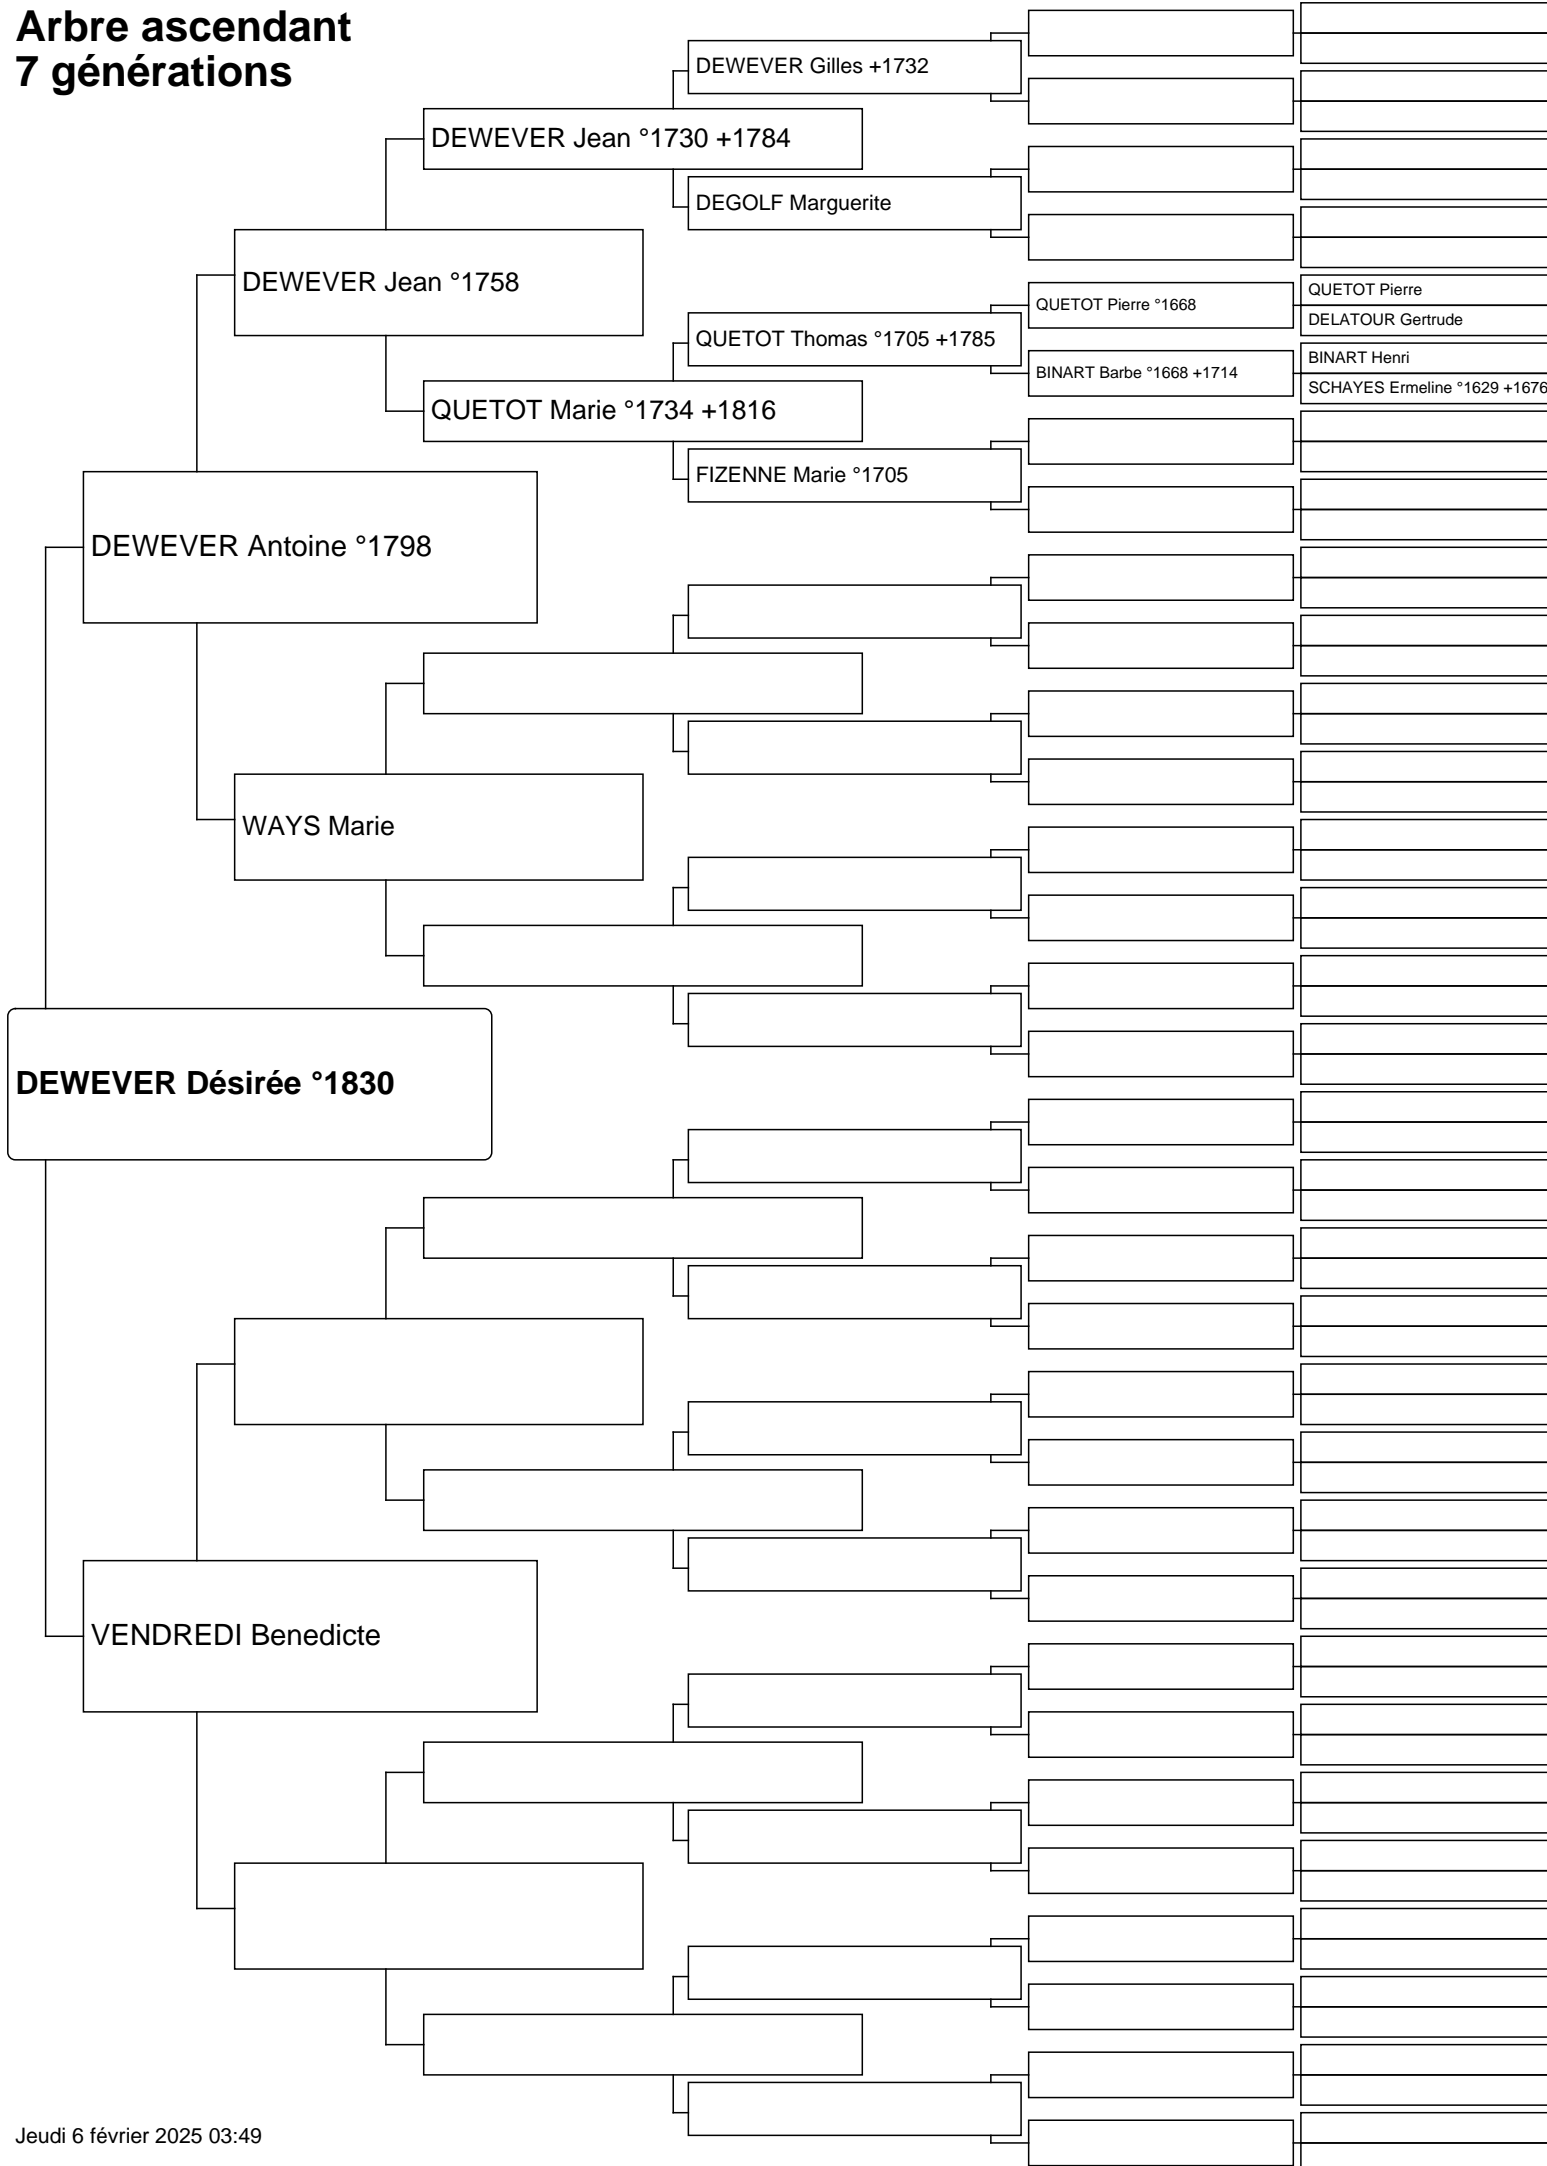 Arbre ascendant
7 générations
DEWEVER Gilles +1732
DEWEVER Jean °1730 +1784
DEGOLF Marguerite
DEWEVER Jean °1758
QUETOT Pierre
QUETOT Pierre °1668
DELATOUR Gertrude
QUETOT Thomas °1705 +1785
BINART Henri
BINART Barbe °1668 +1714
SCHAYES Ermeline °1629 +1676
QUETOT Marie °1734 +1816
FIZENNE Marie °1705
DEWEVER Antoine °1798
WAYS Marie
DEWEVER Désirée °1830
VENDREDI Benedicte
Jeudi 6 février 2025 03:49